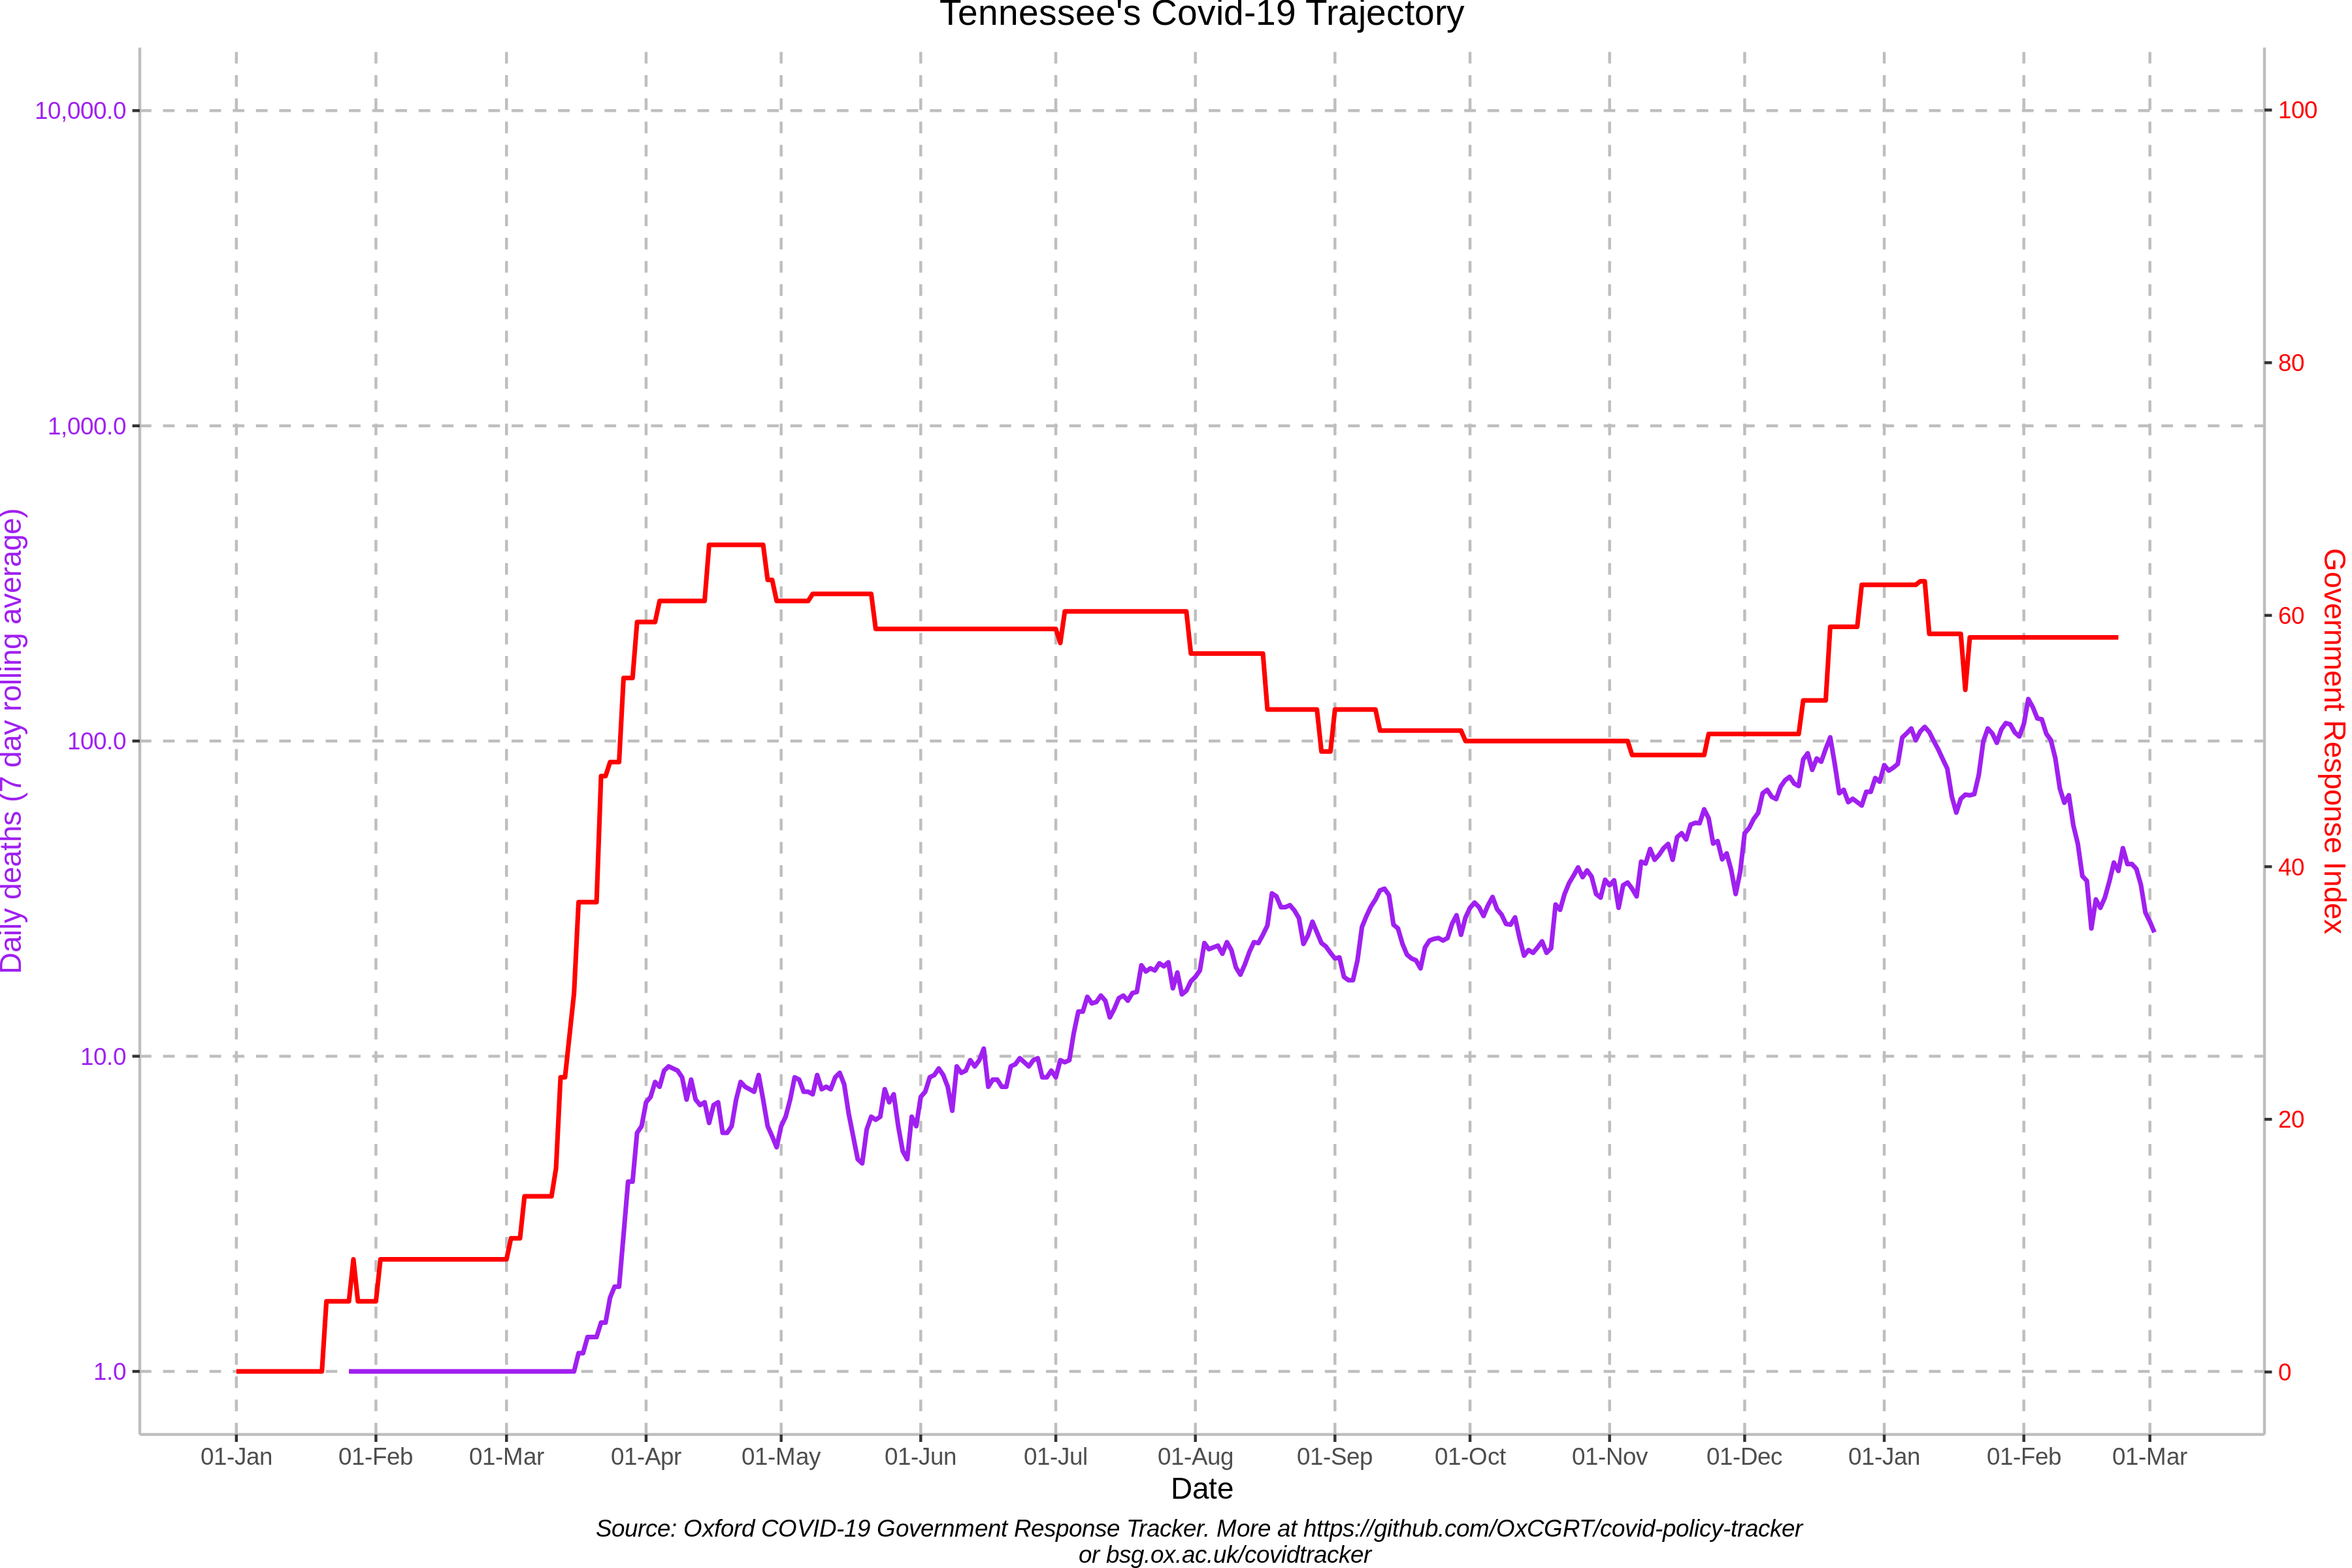 Tennessee's Covid-19 Trajectory
10,000.0
1,000.0
100.0
10.0
1.0
Daily deaths (7 day rolling average)
100
80
60
40
20
0
Government Response Index
01-Jan 01-Feb 01-Mar 01-Apr 01-May 01-Jun 01-Jul 01-Aug 01-Sep 01-Oct 01-Nov 01-Dec 01-Jan 01-Feb 01-Mar
Date
Source: Oxford COVID-19 Government Response Tracker. More at https://github.com/OxCGRT/covid-policy-tracker
or bsg.ox.ac.uk/covidtracker